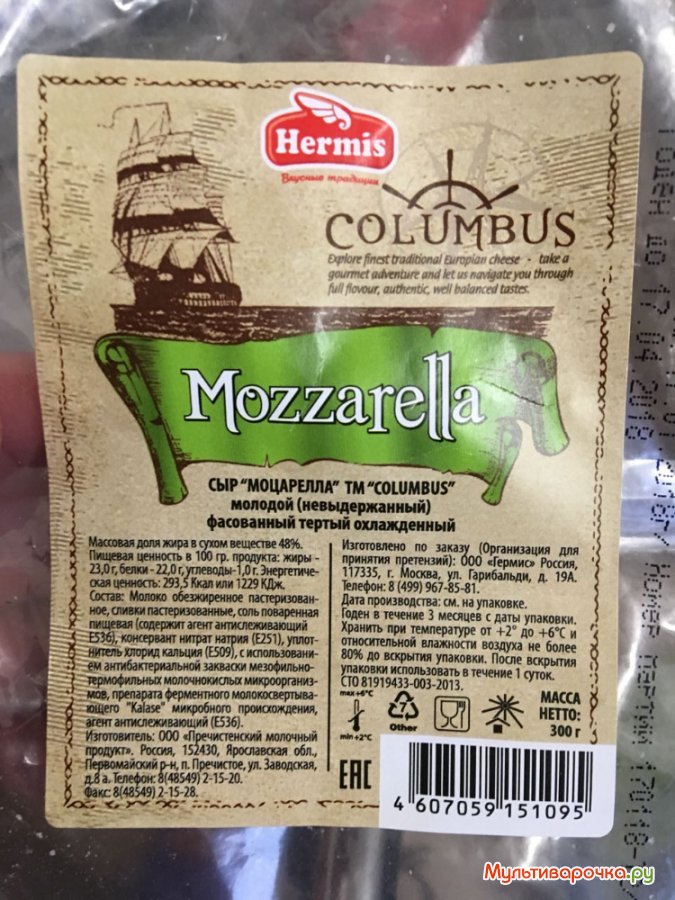 Hermis
Вкусные традиции
COLUMBUS
Explore finest traditional Europian cheese - take a
gourmet adventure and let us navigate you through
full flavour, authentic, well balanced tastes.
Mozzarella
СЫР "МОЦАРЕЛЛА" ТМ "COLUMBUS"
молодой (невыдержанный)
фасованный тертый охлажденный
Массовая доля жира в сухом веществе 48%.
Пищевая ценность в 100 гр. продукта: жиры -
23,0 г, белки - 22,0 г, углеводы-1,0 г. Энергетиче-
ская ценность: 293,5 Ккал или 1229 КДж.
Состав: Молоко обезжиренное пастеризован-
ное, сливки пастеризованные, соль поваренная
пищевая (содержит агент антислеживающий
Е536), консервант нитрат натрия (Е251), уплот-
нитель хлорид кальция (Е509), с использовани-
ем антибактериальной закваски мезофильно-
термофильных молочнокислых микроорганиз-
мов, препарата ферментного молокосвертыва-
ющего "Kalase" микробного происхождения,
агент антислеживающий (Е536).
Изготовитель: ООО «Пречистенский молочный
продукт». Россия, 152430, Ярославская обл.,
Первомайский р-н, п. Пречистое, ул. Заводская,
д.8 а. Телефон: 8(48549) 2-15-20.
Факс: 8(48549) 2-15-28.
Изготовлено по заказу (Организация для
принятия претензий): ООО «Гермис» Россия,
117335, г. Москва, ул. Гарибальди, д. 19А.
Телефон: 8 (499) 967-85-81.
Дата производства: см. на упаковке.
Годен в течение 3 месяцев с даты упаковки.
Хранить при температуре от +2° до +6°С и
относительной влажности воздуха не более
80% до вскрытия упаковки. После вскрытия
упаковки использовать в течение 1 суток.
СТО 81919433-003-2013.
max +6°C
min +2°C
7
Other
МАССА
НЕТТО:
300 г
EAC
4 607059 151095
Мультиварочка.ру